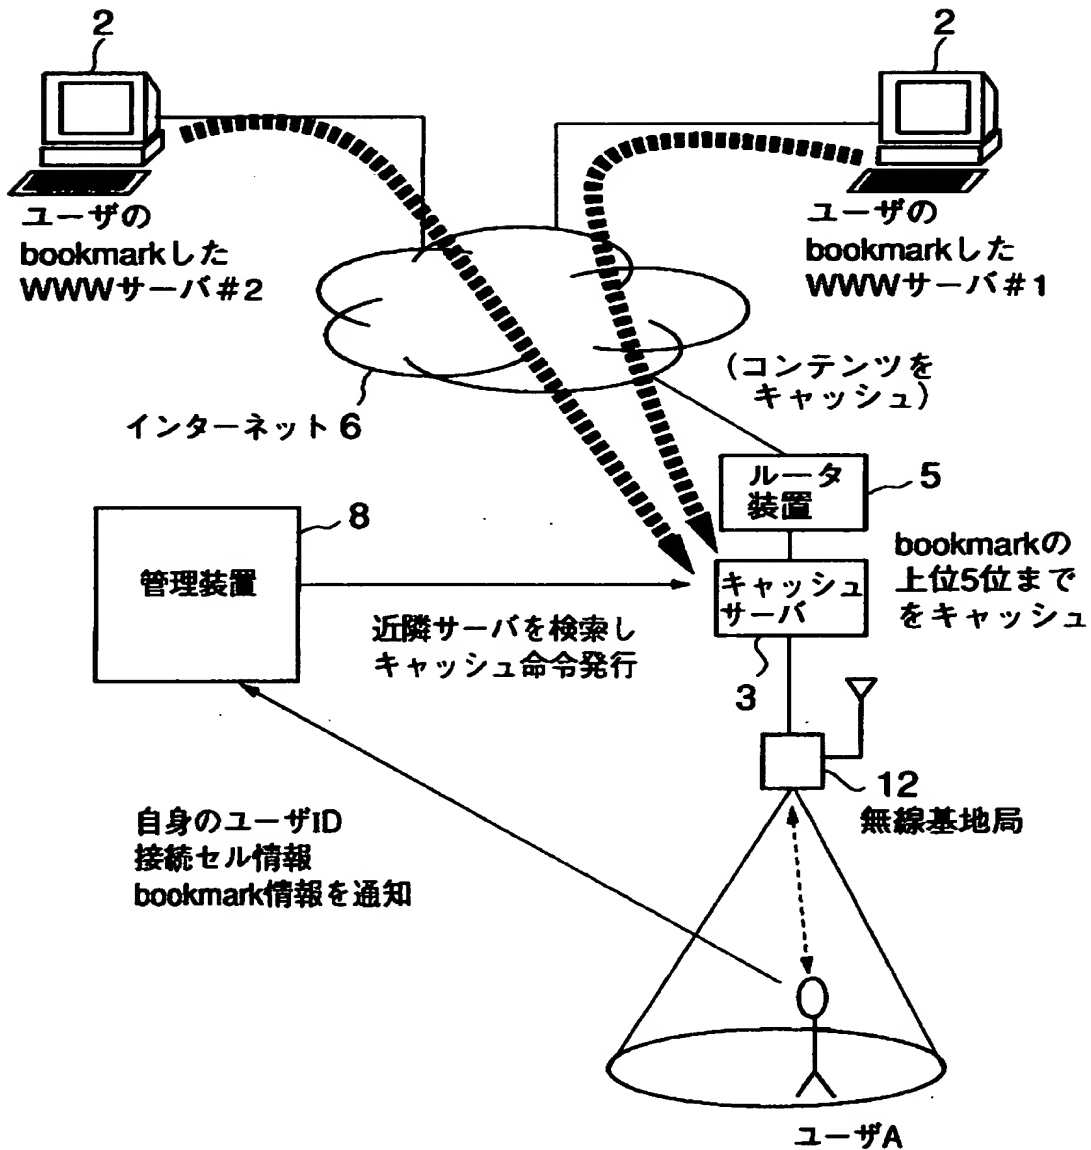 2
2
ユーザの
bookmarkした
WWWサーバ#2
ユーザの
bookmarkした
WWWサーバ#1
(コンテンツを
キャッシュ)
インターネット 6
ルータ
装置
5
8
管理装置
bookmarkの
上位5位まで
をキャッシュ
キャッシュ
サーバ
近隣サーバを検索し
キャッシュ命令発行
3
12
無線基地局
自身のユーザID
接続セル情報
bookmark情報を通知
ユーザA